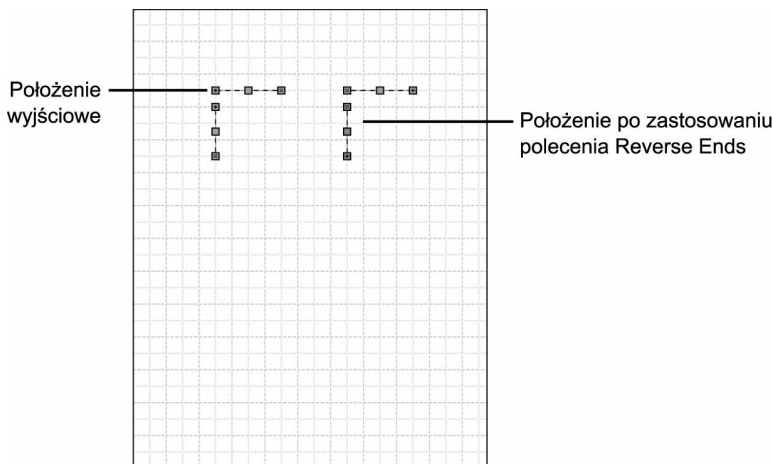 Położenie
wyjściowe
Położenie po zastosowaniu
polecenia Reverse Ends